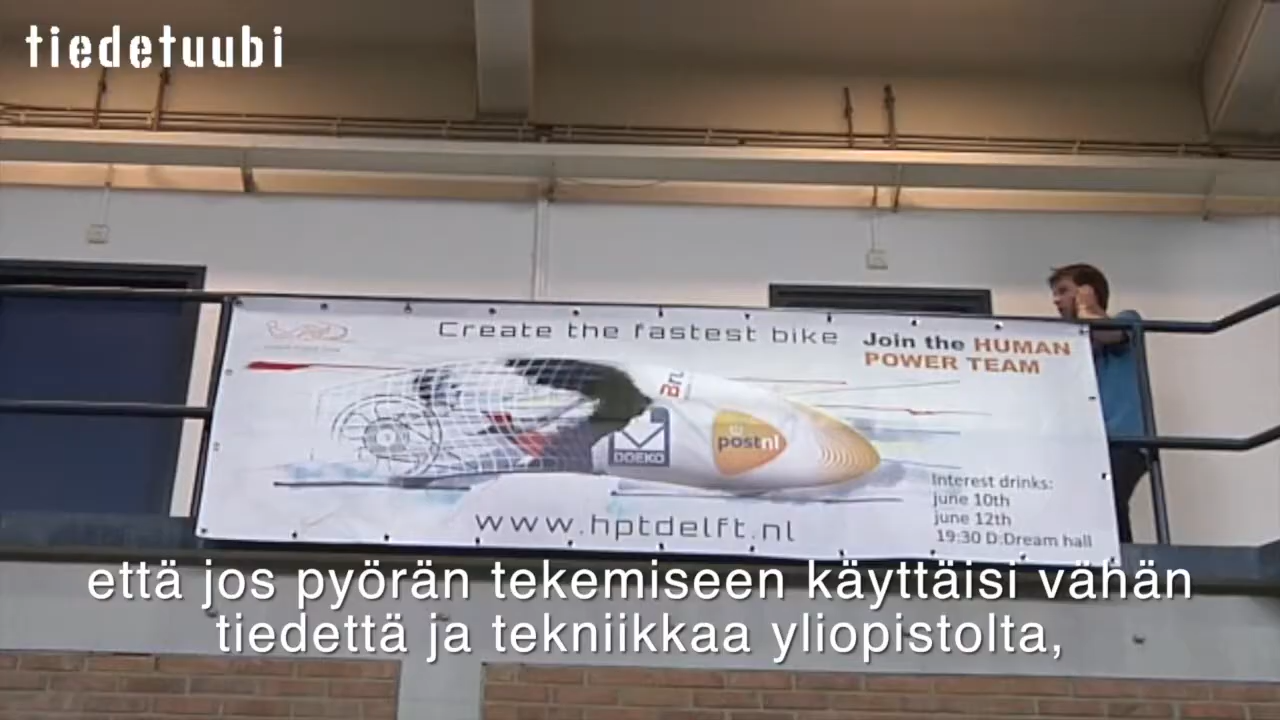 tiedetuubi
Create the fastest bike
Join the HUMAN
POWER TEAM
DOEKO
postnl
Interest drinks:
june 10th
june 12th
19:30 D:Dream hall
www.hptdelft.nl
että jos pyörän tekemiseen käyttäisi vähän
tiedettä ja tekniikkaa yliopistolta,